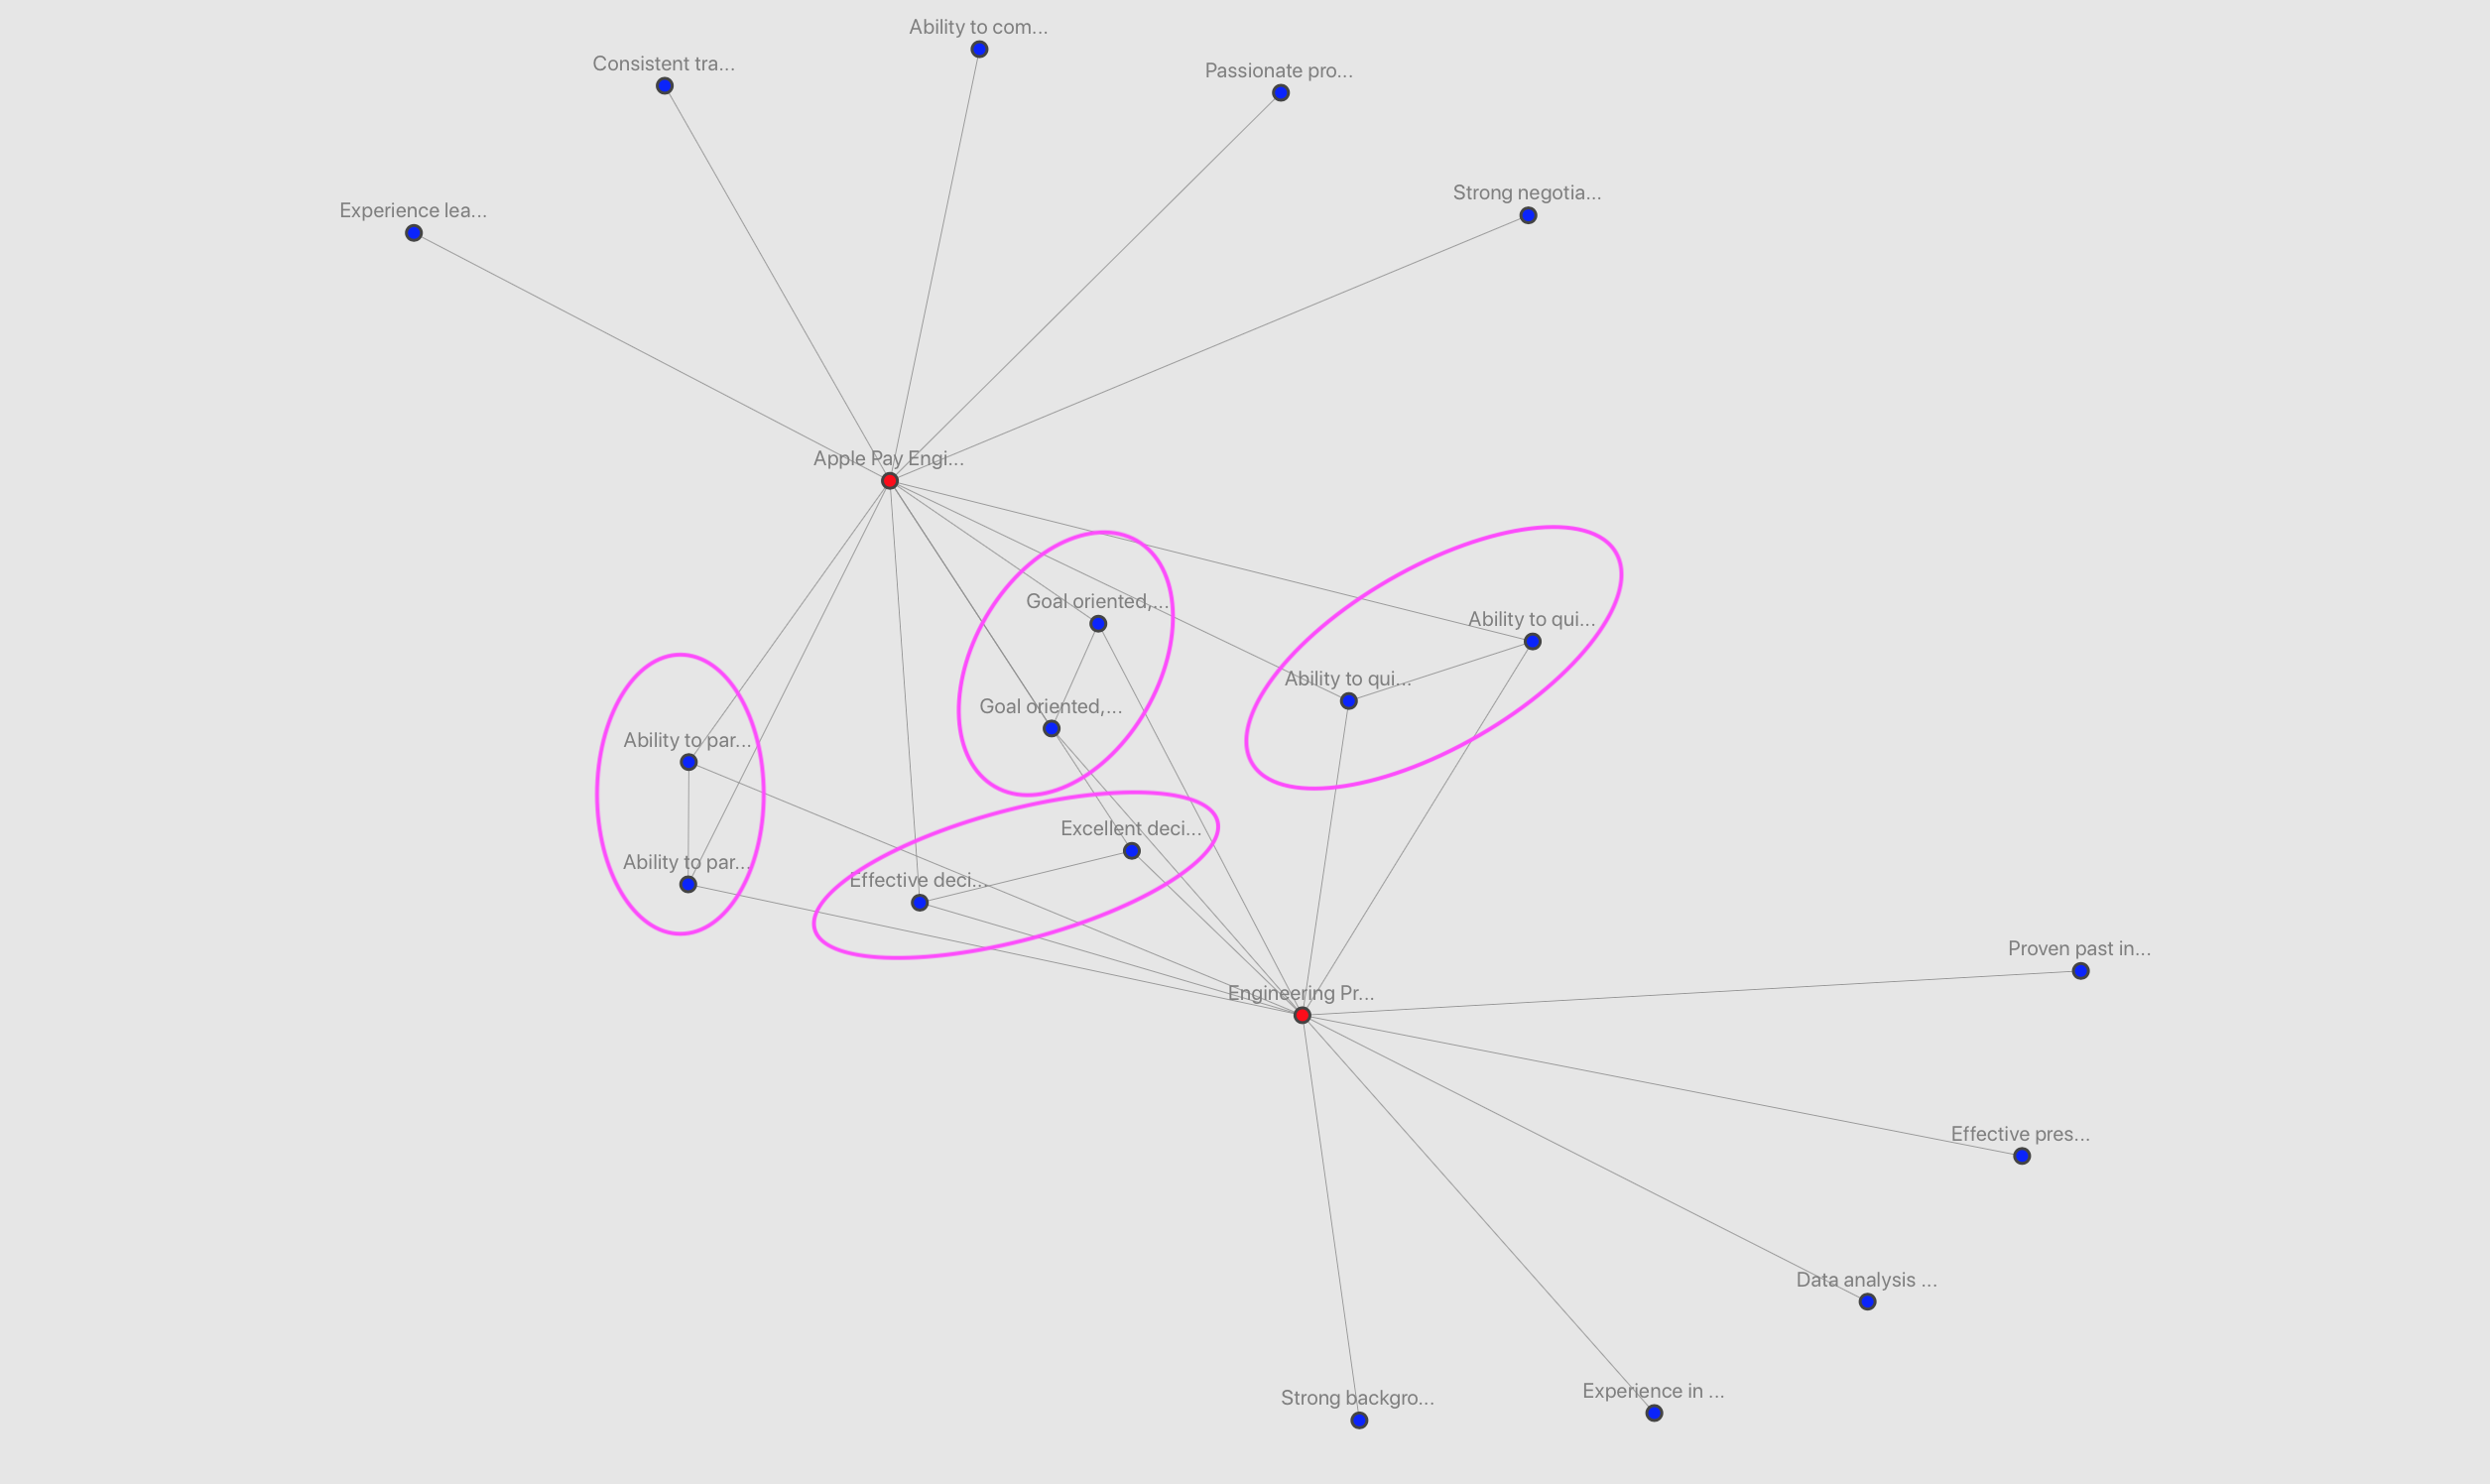 Ability to com...
Consistent tra...
Passionate pro...
Strong negotia...
Experience lea...
Apple Pay Engi...
Goal oriented,...
Ability to qui...
Ability to qui...
Goal oriented,...
Ability to par...
Excellent deci...
Ability to par...
Effective deci...
Proven past in...
Engineering Pr...
Effective pres...
Data analysis ...
Experience in ...
Strong backgro...